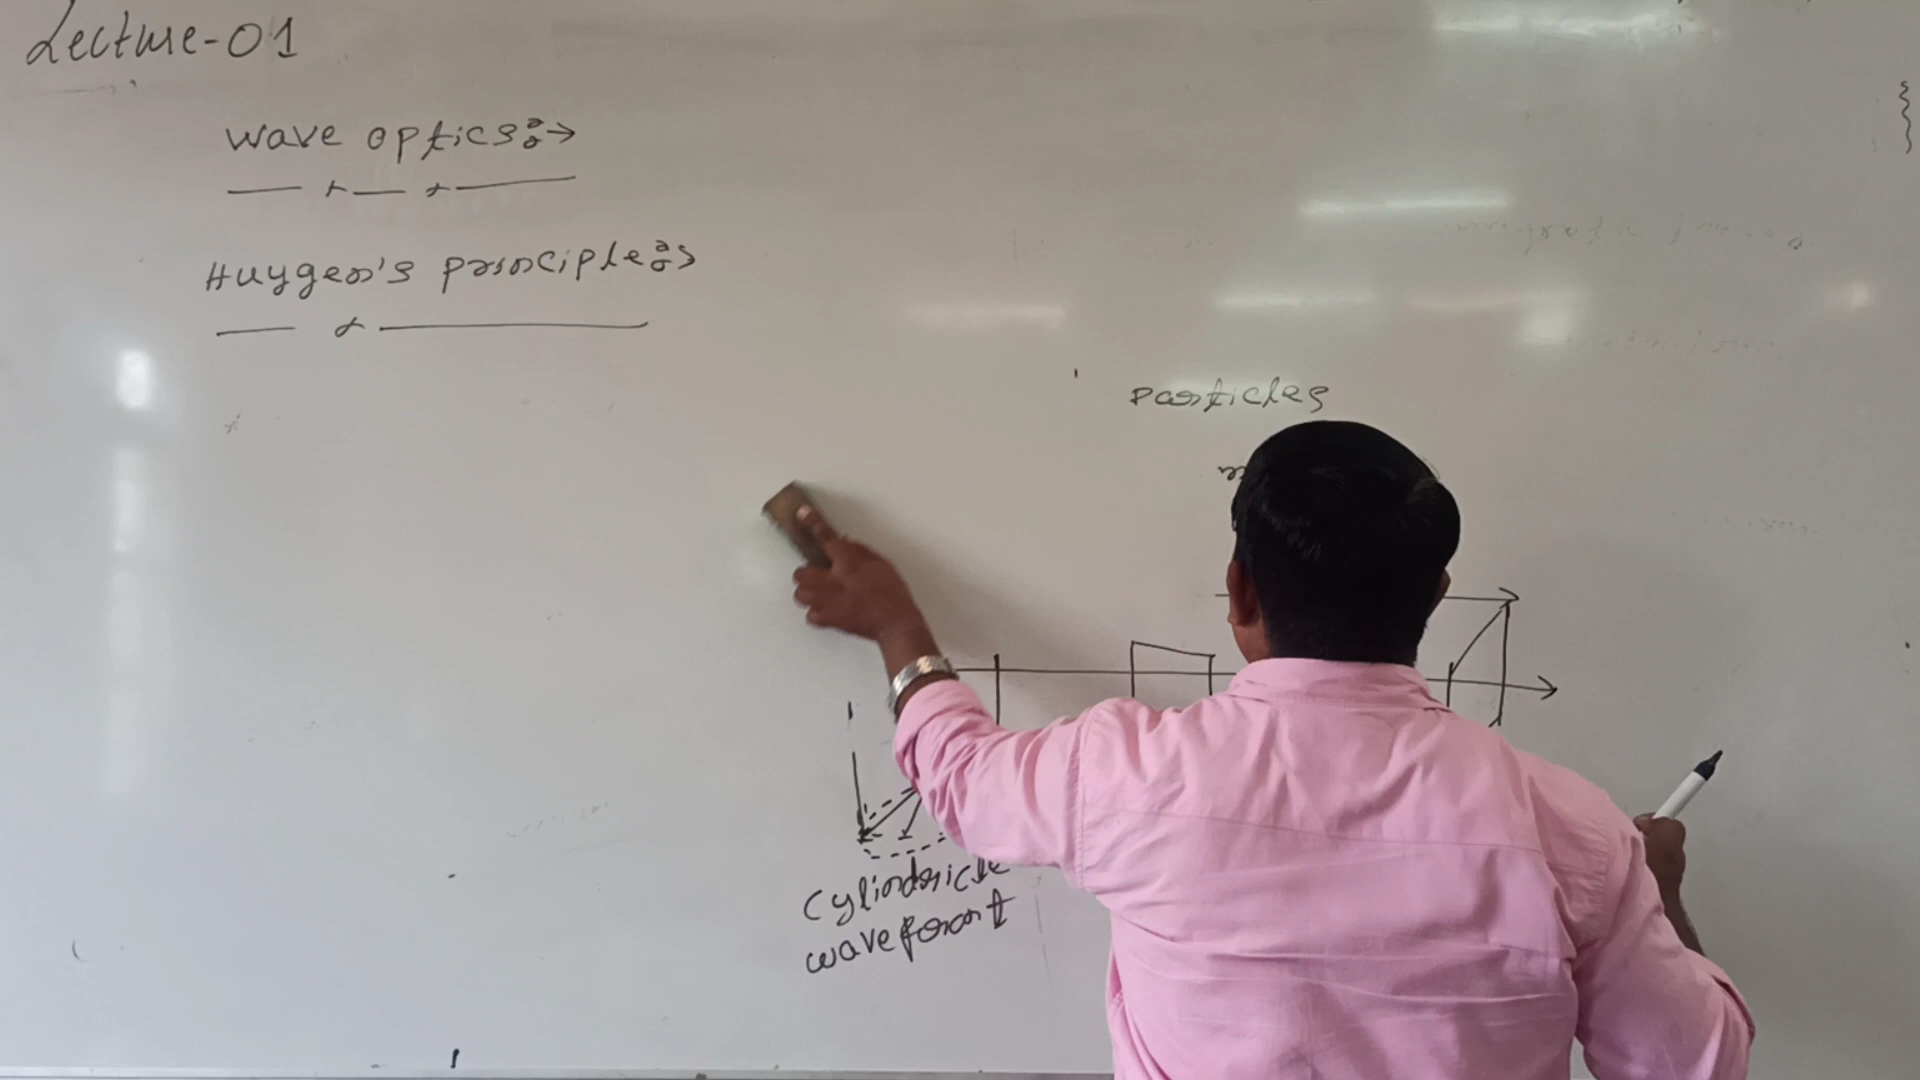 Lecture-01
wave optics:→
Huygen's principle:→
particles
Cylindricle
wavefront